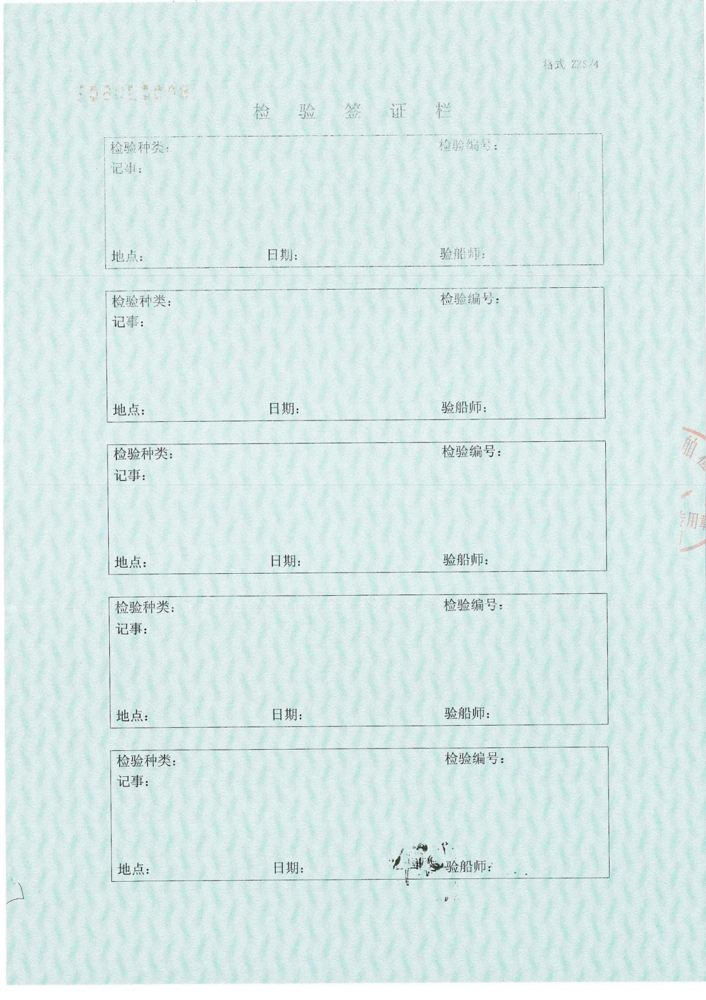 格式 ZZS/4
检 验 签 证 栏
检验种类： 检验编号：
记事：
地点： 日期： 验船师：
检验种类： 检验编号：
记事：
地点： 日期： 验船师：
检验种类： 检验编号：
记事：
地点： 日期： 验船师：
检验种类： 检验编号：
记事：
地点： 日期： 验船师：
检验种类： 检验编号：
记事：
地点： 日期： 验船师：
舶
用章